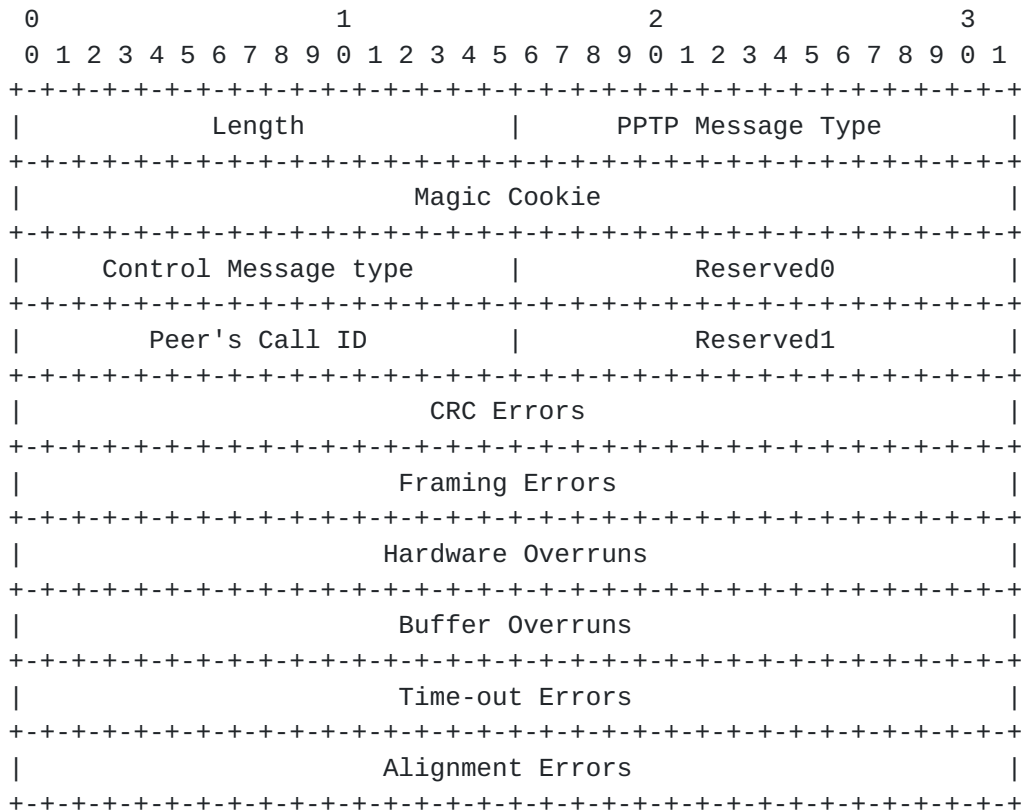 0                   1                   2                   3
 0 1 2 3 4 5 6 7 8 9 0 1 2 3 4 5 6 7 8 9 0 1 2 3 4 5 6 7 8 9 0 1
+-+-+-+-+-+-+-+-+-+-+-+-+-+-+-+-+-+-+-+-+-+-+-+-+-+-+-+-+-+-+-+-+
|            Length             |      PPTP Message Type        |
+-+-+-+-+-+-+-+-+-+-+-+-+-+-+-+-+-+-+-+-+-+-+-+-+-+-+-+-+-+-+-+-+
|                         Magic Cookie                          |
+-+-+-+-+-+-+-+-+-+-+-+-+-+-+-+-+-+-+-+-+-+-+-+-+-+-+-+-+-+-+-+-+
|     Control Message type      |           Reserved0           |
+-+-+-+-+-+-+-+-+-+-+-+-+-+-+-+-+-+-+-+-+-+-+-+-+-+-+-+-+-+-+-+-+
|        Peer's Call ID         |           Reserved1           |
+-+-+-+-+-+-+-+-+-+-+-+-+-+-+-+-+-+-+-+-+-+-+-+-+-+-+-+-+-+-+-+-+
|                          CRC Errors                           |
+-+-+-+-+-+-+-+-+-+-+-+-+-+-+-+-+-+-+-+-+-+-+-+-+-+-+-+-+-+-+-+-+
|                        Framing Errors                         |
+-+-+-+-+-+-+-+-+-+-+-+-+-+-+-+-+-+-+-+-+-+-+-+-+-+-+-+-+-+-+-+-+
|                       Hardware Overruns                       |
+-+-+-+-+-+-+-+-+-+-+-+-+-+-+-+-+-+-+-+-+-+-+-+-+-+-+-+-+-+-+-+-+
|                        Buffer Overruns                        |
+-+-+-+-+-+-+-+-+-+-+-+-+-+-+-+-+-+-+-+-+-+-+-+-+-+-+-+-+-+-+-+-+
|                        Time-out Errors                        |
+-+-+-+-+-+-+-+-+-+-+-+-+-+-+-+-+-+-+-+-+-+-+-+-+-+-+-+-+-+-+-+-+
|                       Alignment Errors                        |
+-+-+-+-+-+-+-+-+-+-+-+-+-+-+-+-+-+-+-+-+-+-+-+-+-+-+-+-+-+-+-+-+